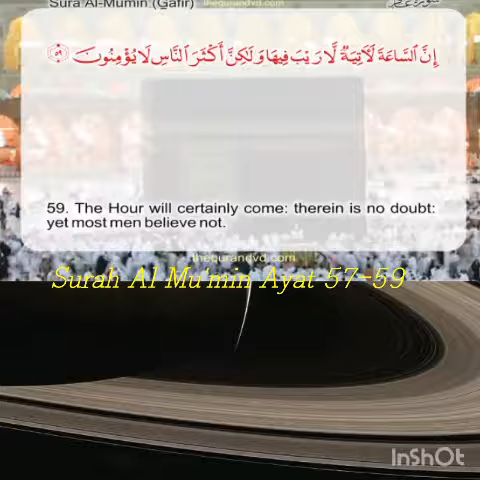 Sura Al-Mumin (Gafir)
thequrandvd.com
إِنَّ ٱلسَّاعَةَ لَـَٔاتِيَةٌ لَّا رَيْبَ فِيهَا وَلَـٰكِنَّ أَكْثَرَ ٱلنَّاسِ لَا يُؤْمِنُونَ ٥٩
59. The Hour will certainly come: therein is no doubt:
yet most men believe not.
thequrandvd.com
Surah Al Mu'min Ayat 57-59
InShOt